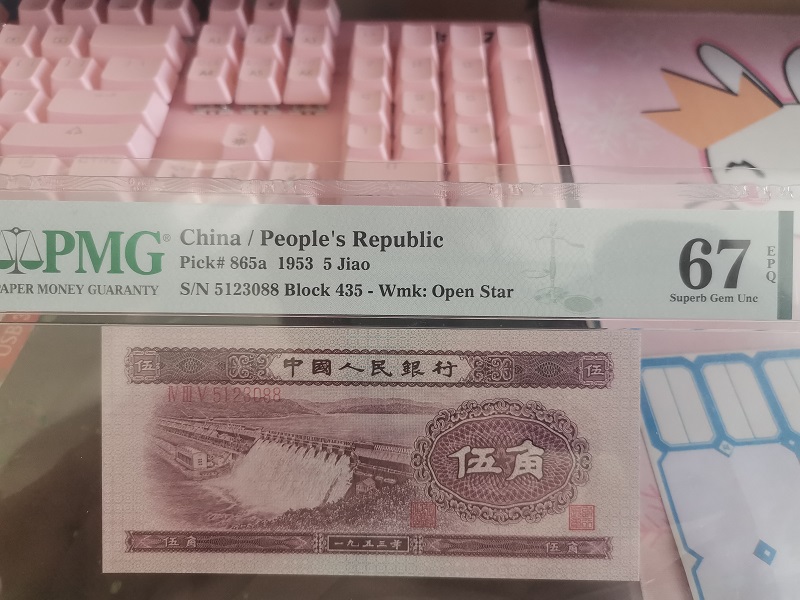 PMG®
PAPER MONEY GUARANTY
China / People's Republic
Pick# 865a 1953 5 Jiao
S/N 5123088 Block 435 - Wmk: Open Star
67
EPQ
Superb Gem Unc
伍
中國人民銀行
伍
IV III V 5123088
伍角
伍角
一九五三年
伍角